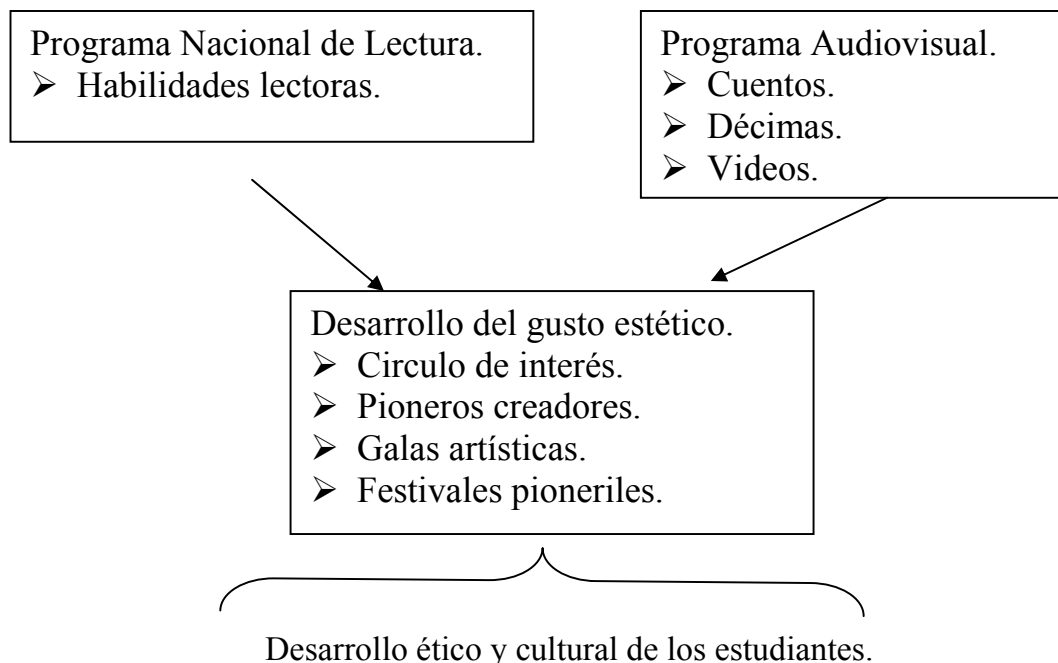 Programa Nacional de Lectura.
➢ Habilidades lectoras.
Programa Audiovisual.
➢ Cuentos.
➢ Décimas.
➢ Videos.
Desarrollo del gusto estético.
➢ Circulo de interés.
➢ Pioneros creadores.
➢ Galas artísticas.
➢ Festivales pioneriles.
Desarrollo ético y cultural de los estudiantes.